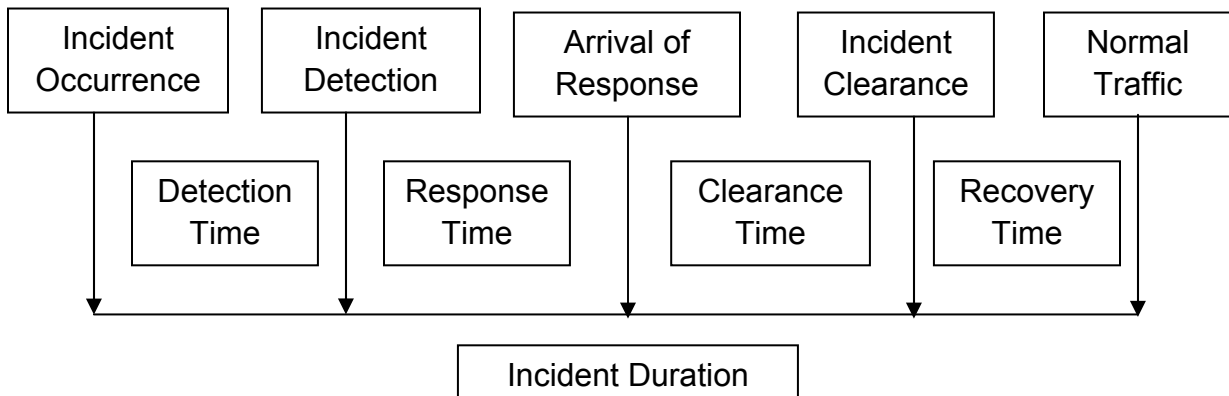 Incident
Occurrence
Incident
Detection
Arrival of
Response
Incident
Clearance
Normal
Traffic
Detection
Time
Response
Time
Clearance
Time
Recovery
Time
Incident Duration